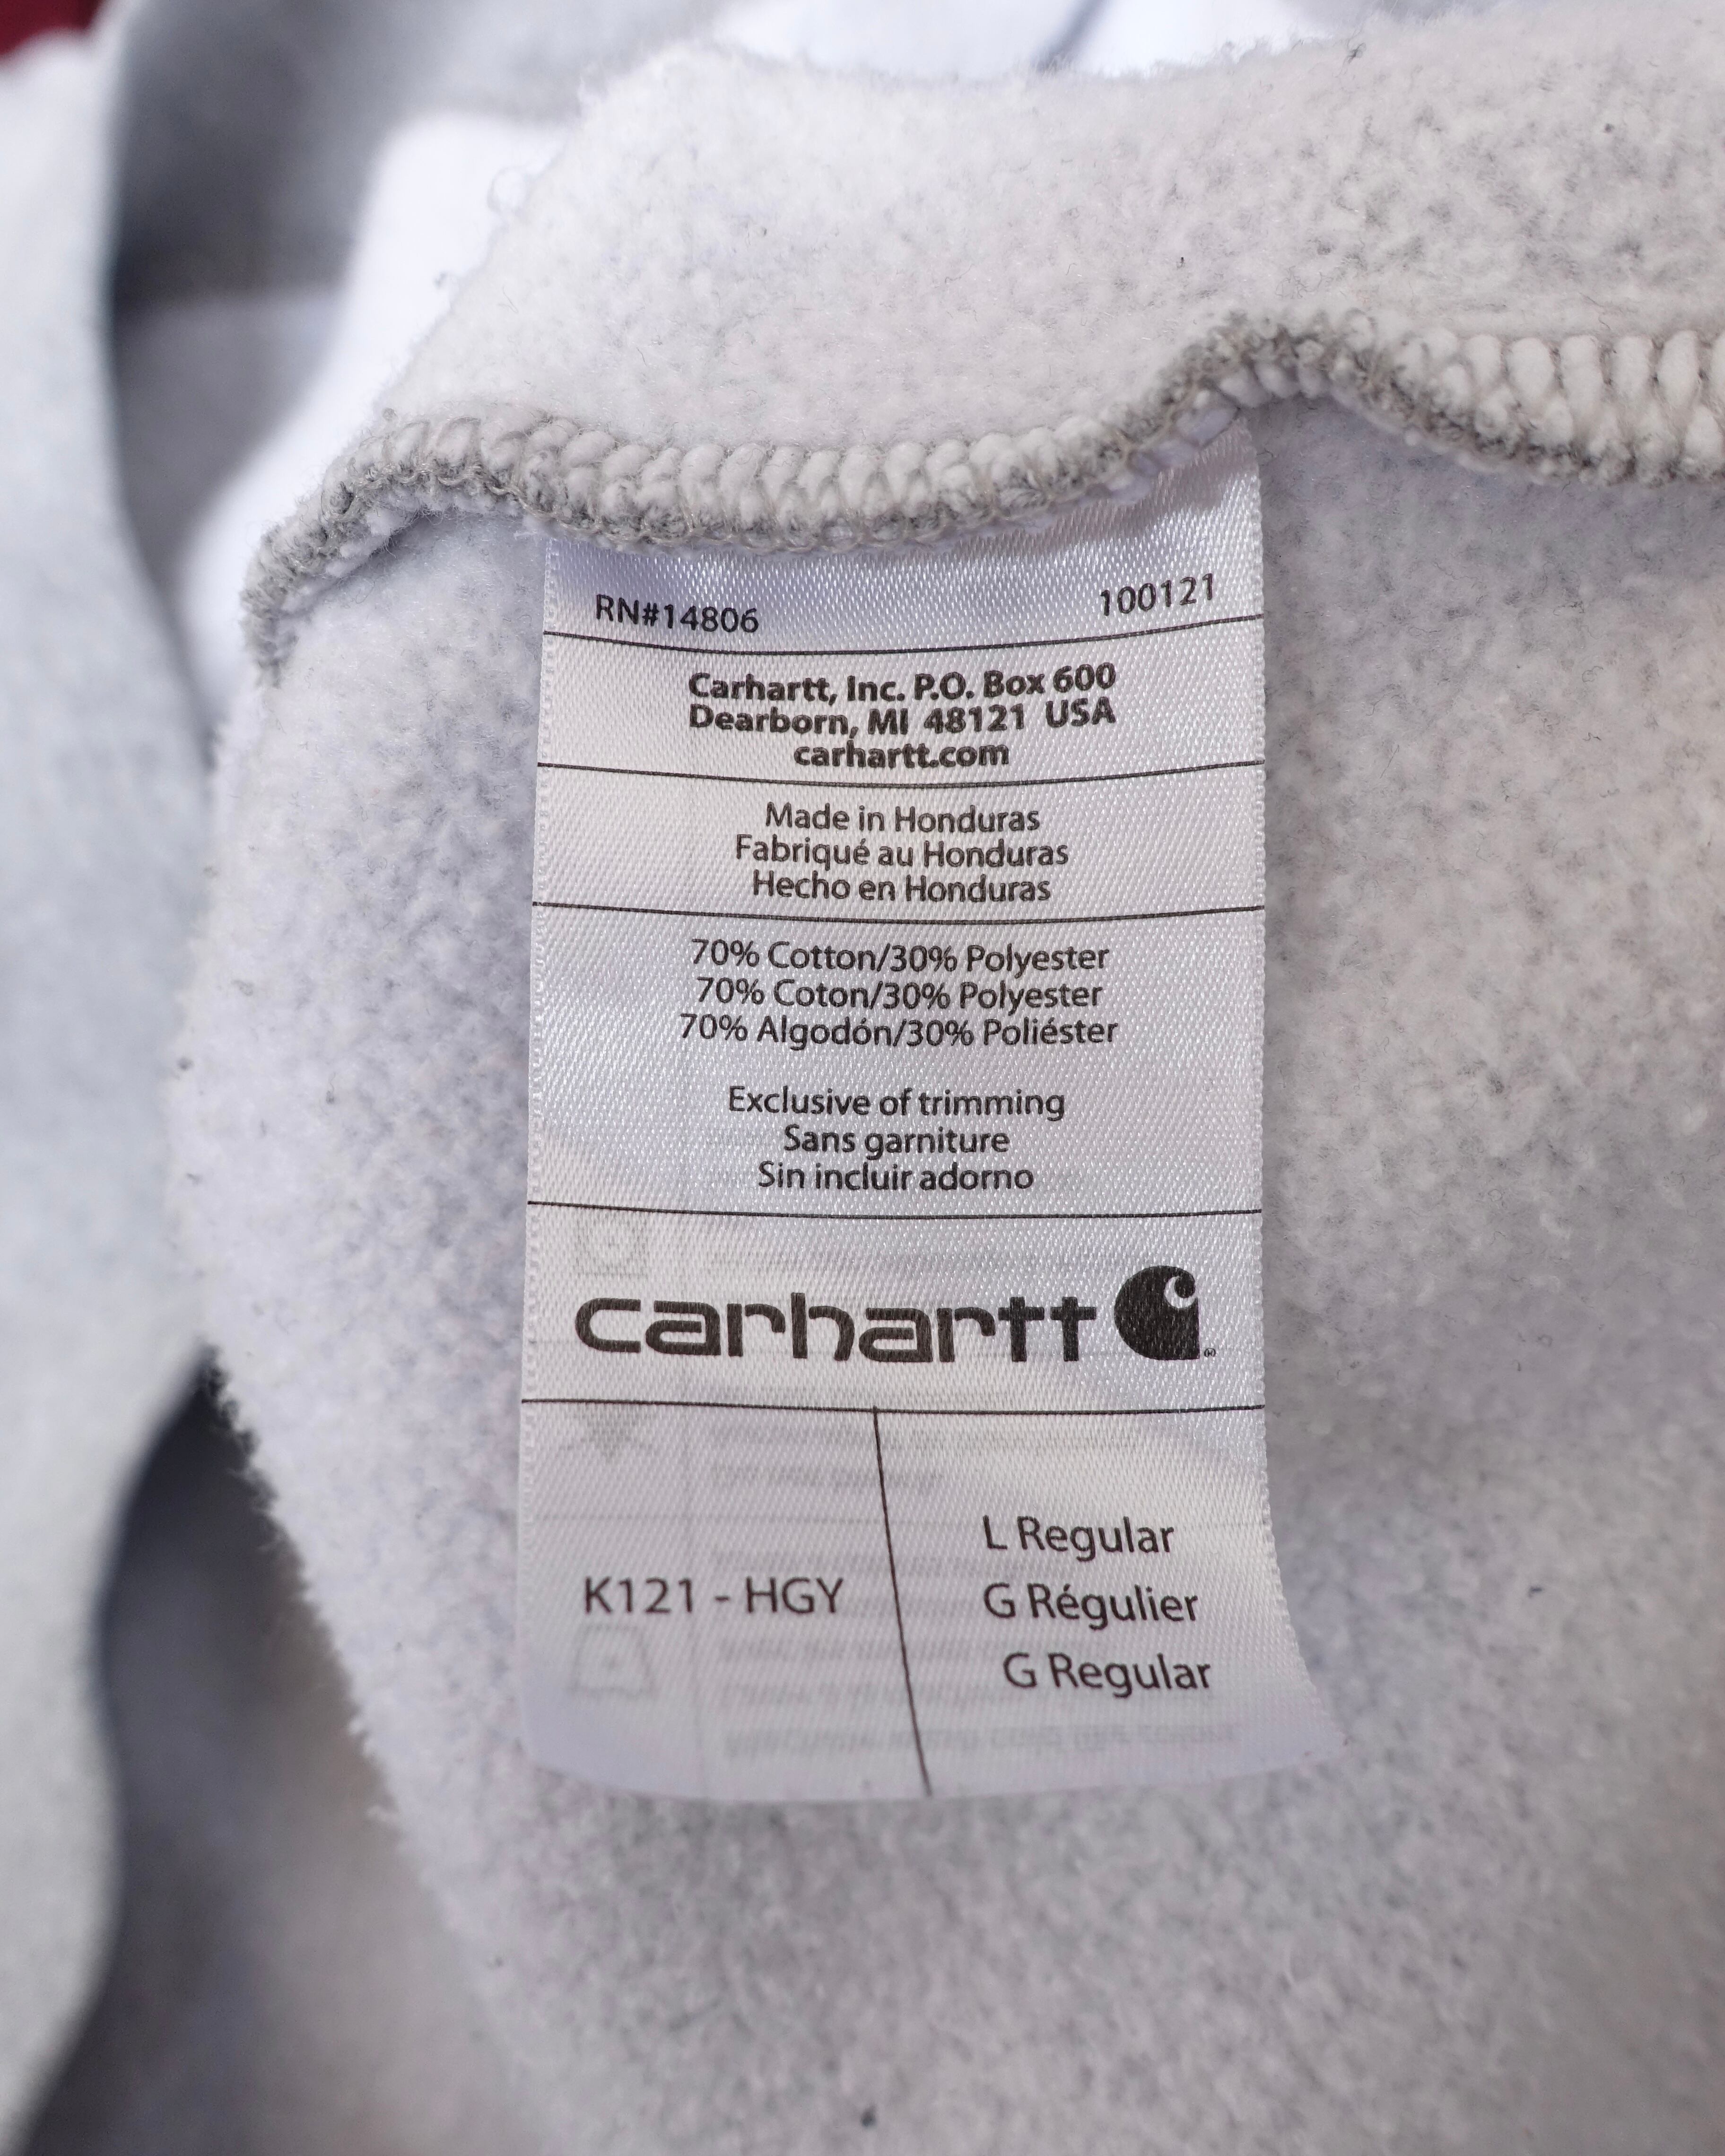 RN#14806 100121
Carhartt, Inc. P.O. Box 600
Dearborn, MI 48121 USA
carhartt.com
Made in Honduras
Fabriqué au Honduras
Hecho en Honduras
70% Cotton/30% Polyester
70% Coton/30% Polyester
70% Algodón/30% Poliéster
Exclusive of trimming
Sans garniture
Sin incluir adorno
carhartt
K121 - HGY
L Regular
G Régulier
G Regular